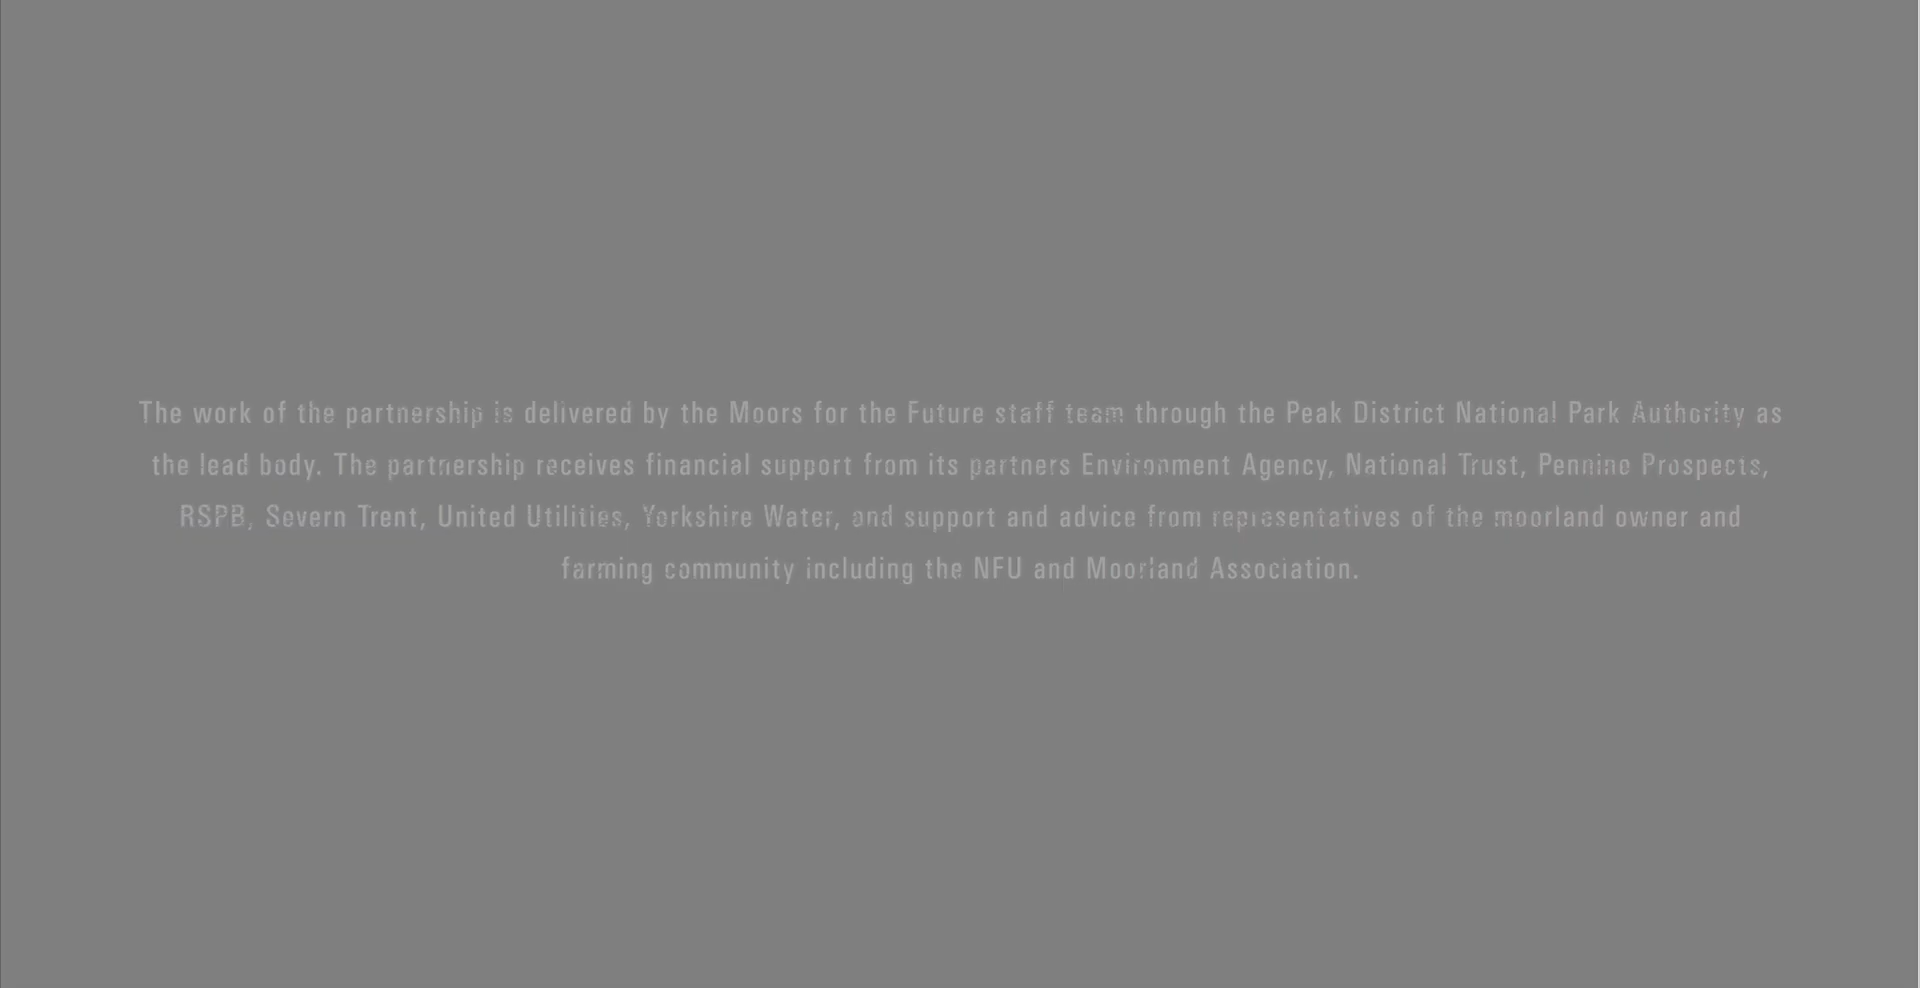 The work of the partnership is delivered by the Moors for the Future staff team through the Peak District National Park Authority as
the lead body. The partnership receives financial support from its partners Environment Agency, National Trust, Pennine Prospects,
RSPB, Severn Trent, United Utilities, Yorkshire Water, and support and advice from representatives of the moorland owner and
farming community including the NFU and Moorland Association.